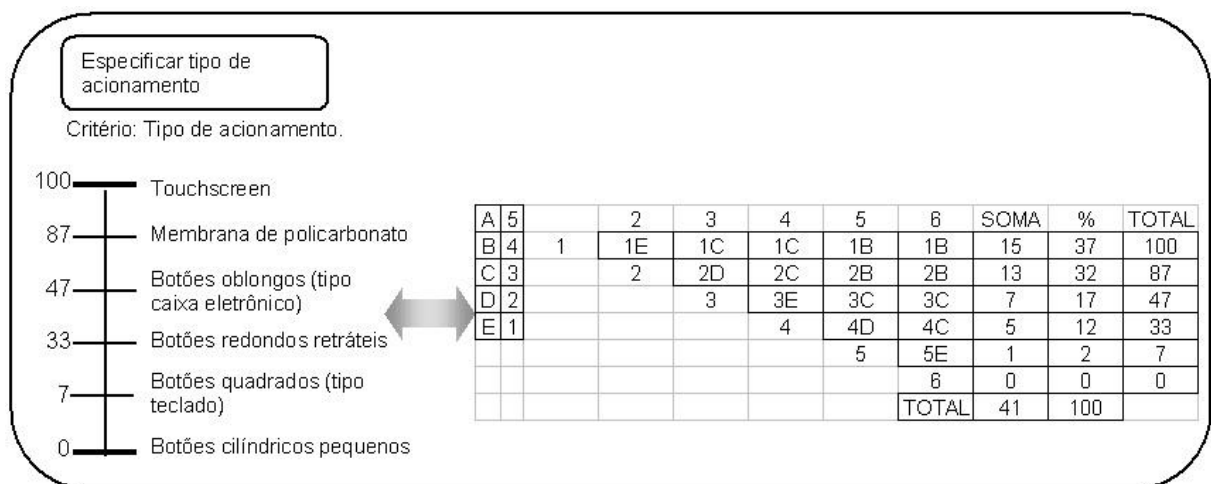 Especificar tipo de
acionamento
Critério: Tipo de acionamento.
100 Touchscreen
87 Membrana de policarbonato
47 Botões oblongos (tipo
caixa eletrônico)
33 Botões redondos retráteis
7 Botões quadrados (tipo
teclado)
0 Botões cilíndricos pequenos
A 5 2 3 4 5 6 SOMA % TOTAL
B 4 1 1E 1C 1C 1B 1B 15 37 100
C 3 2 2D 2C 2B 2B 13 32 87
D 2 3 3E 3C 3C 7 17 47
E 1 4 4D 4C 5 12 33
5 5E 1 2 7
6 0 0 0
TOTAL 41 100